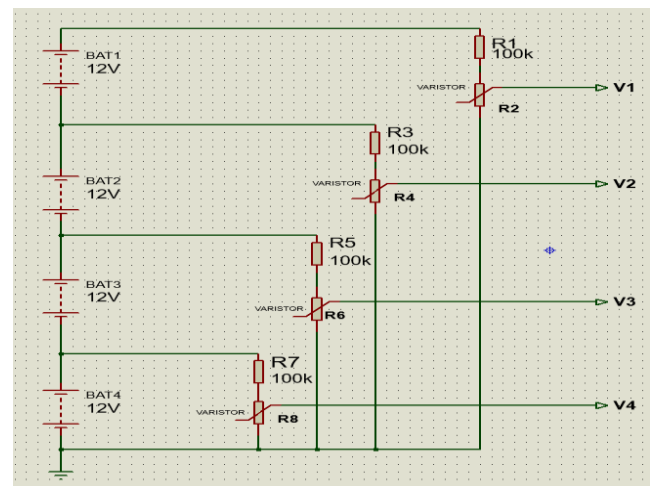 BAT1
12V
R1
100k
VARISTOR
R2
V1
R3
100k
BAT2
12V
VARISTOR
R4
V2
R5
100k
BAT3
12V
VARISTOR
R6
V3
R7
100k
BAT4
12V
VARISTOR
R8
V4